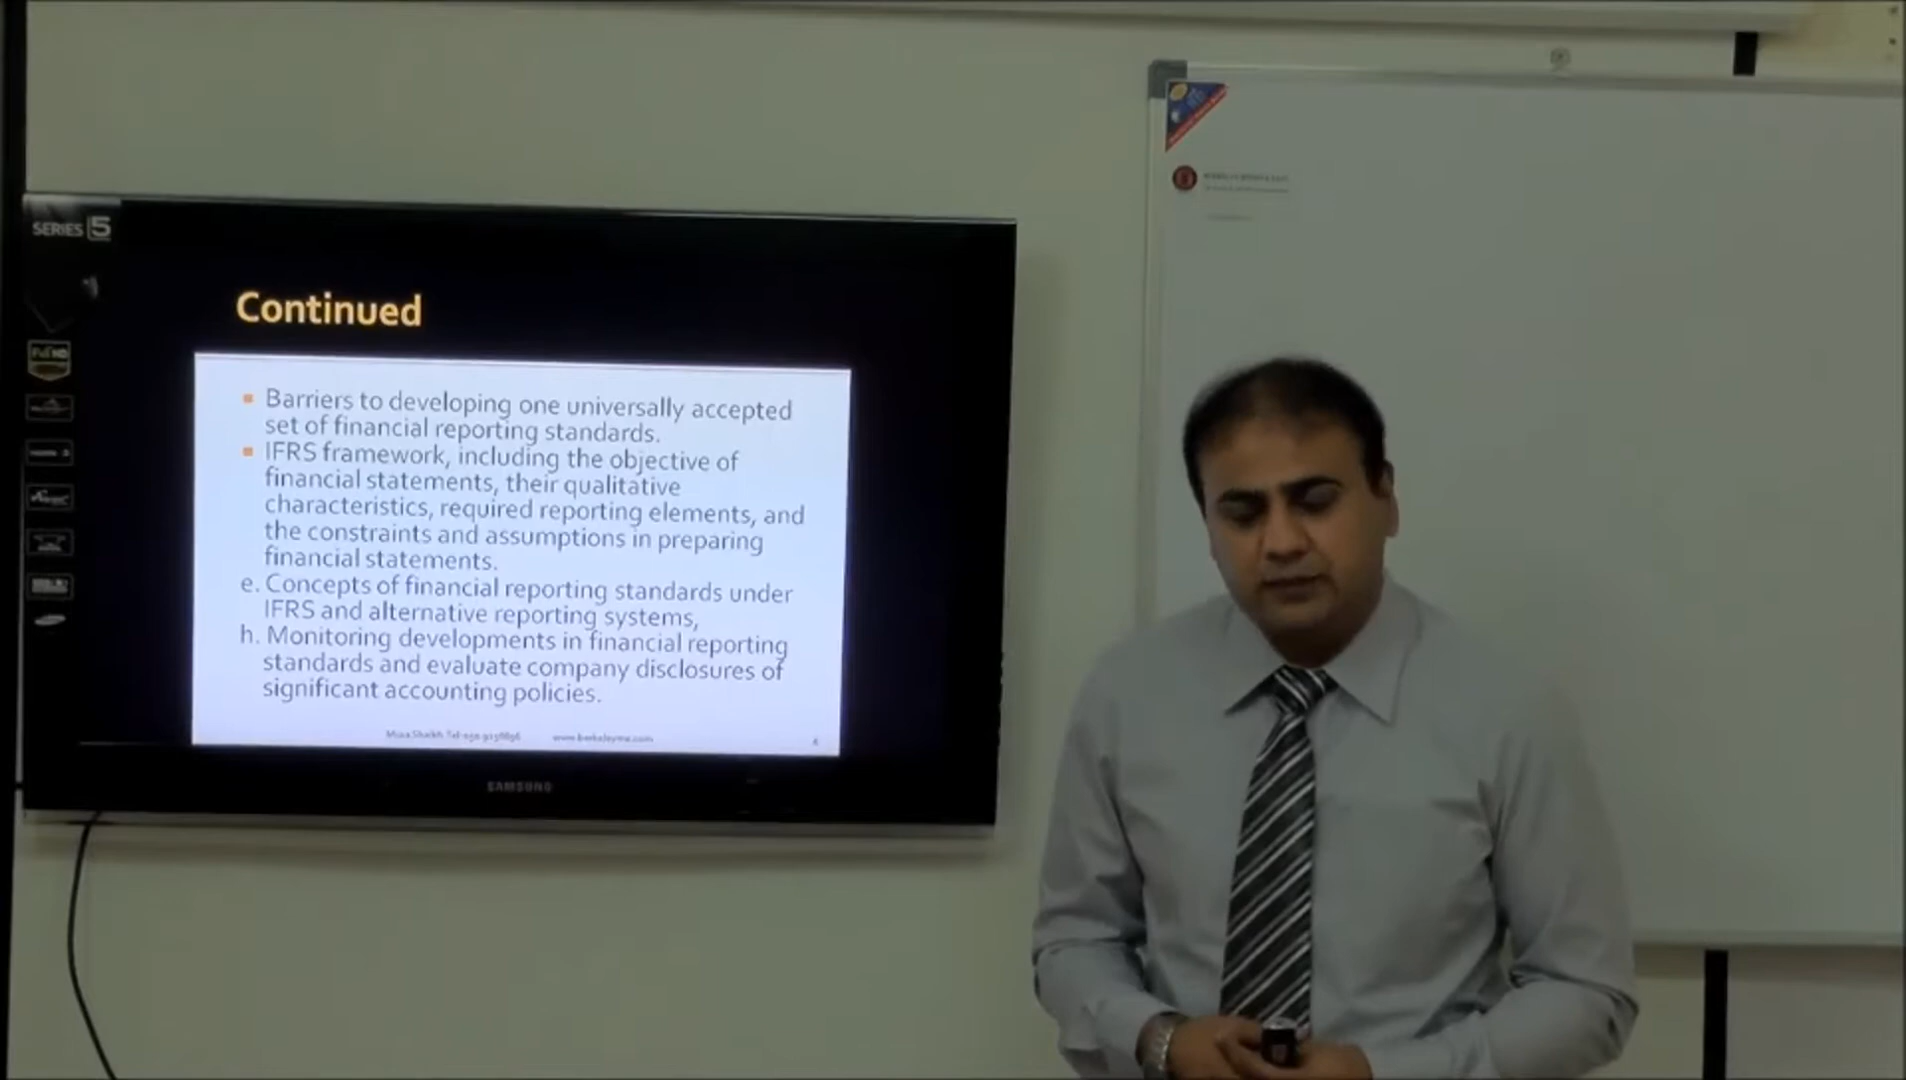 SERIES 5
Continued
Full HD
Barriers to developing one universally accepted
set of financial reporting standards.
IFRS framework, including the objective of
financial statements, their qualitative
characteristics, required reporting elements, and
the constraints and assumptions in preparing
financial statements.
e. Concepts of financial reporting standards under
IFRS and alternative reporting systems,
h. Monitoring developments in financial reporting
standards and evaluate company disclosures of
significant accounting policies.
www.berkeleyme.com
SAMSUNG